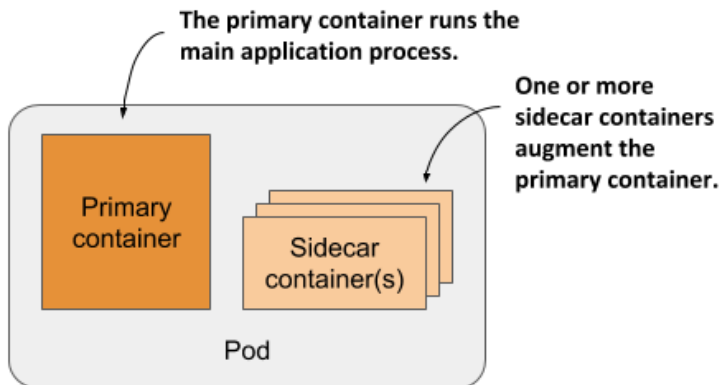 The primary container runs the
main application process.
One or more
sidecar containers
augment the
primary container.
Primary
container
Sidecar
container(s)
Pod